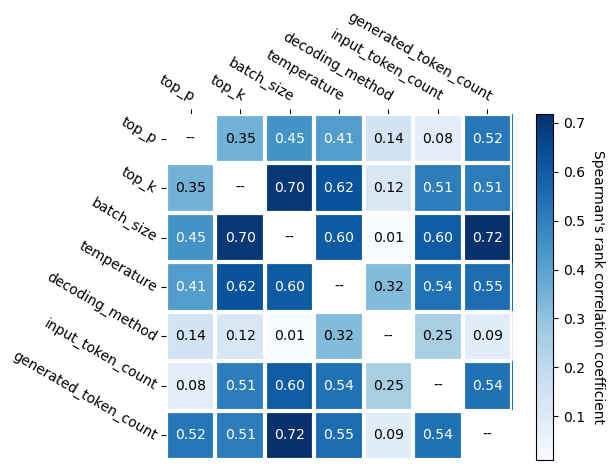 top_p
top_k
batch_size
temperature
decoding_method
input_token_count
generated_token_count
top_p -- 0.35 0.45 0.41 0.14 0.08 0.52
top_k 0.35 -- 0.70 0.62 0.12 0.51 0.51
batch_size 0.45 0.70 -- 0.60 0.01 0.60 0.72
temperature 0.41 0.62 0.60 -- 0.32 0.54 0.55
decoding_method 0.14 0.12 0.01 0.32 -- 0.25 0.09
input_token_count 0.08 0.51 0.60 0.54 0.25 -- 0.54
generated_token_count 0.52 0.51 0.72 0.55 0.09 0.54 --
0.7
0.6
0.5
0.4
0.3
0.2
0.1
Spearman's rank correlation coefficient